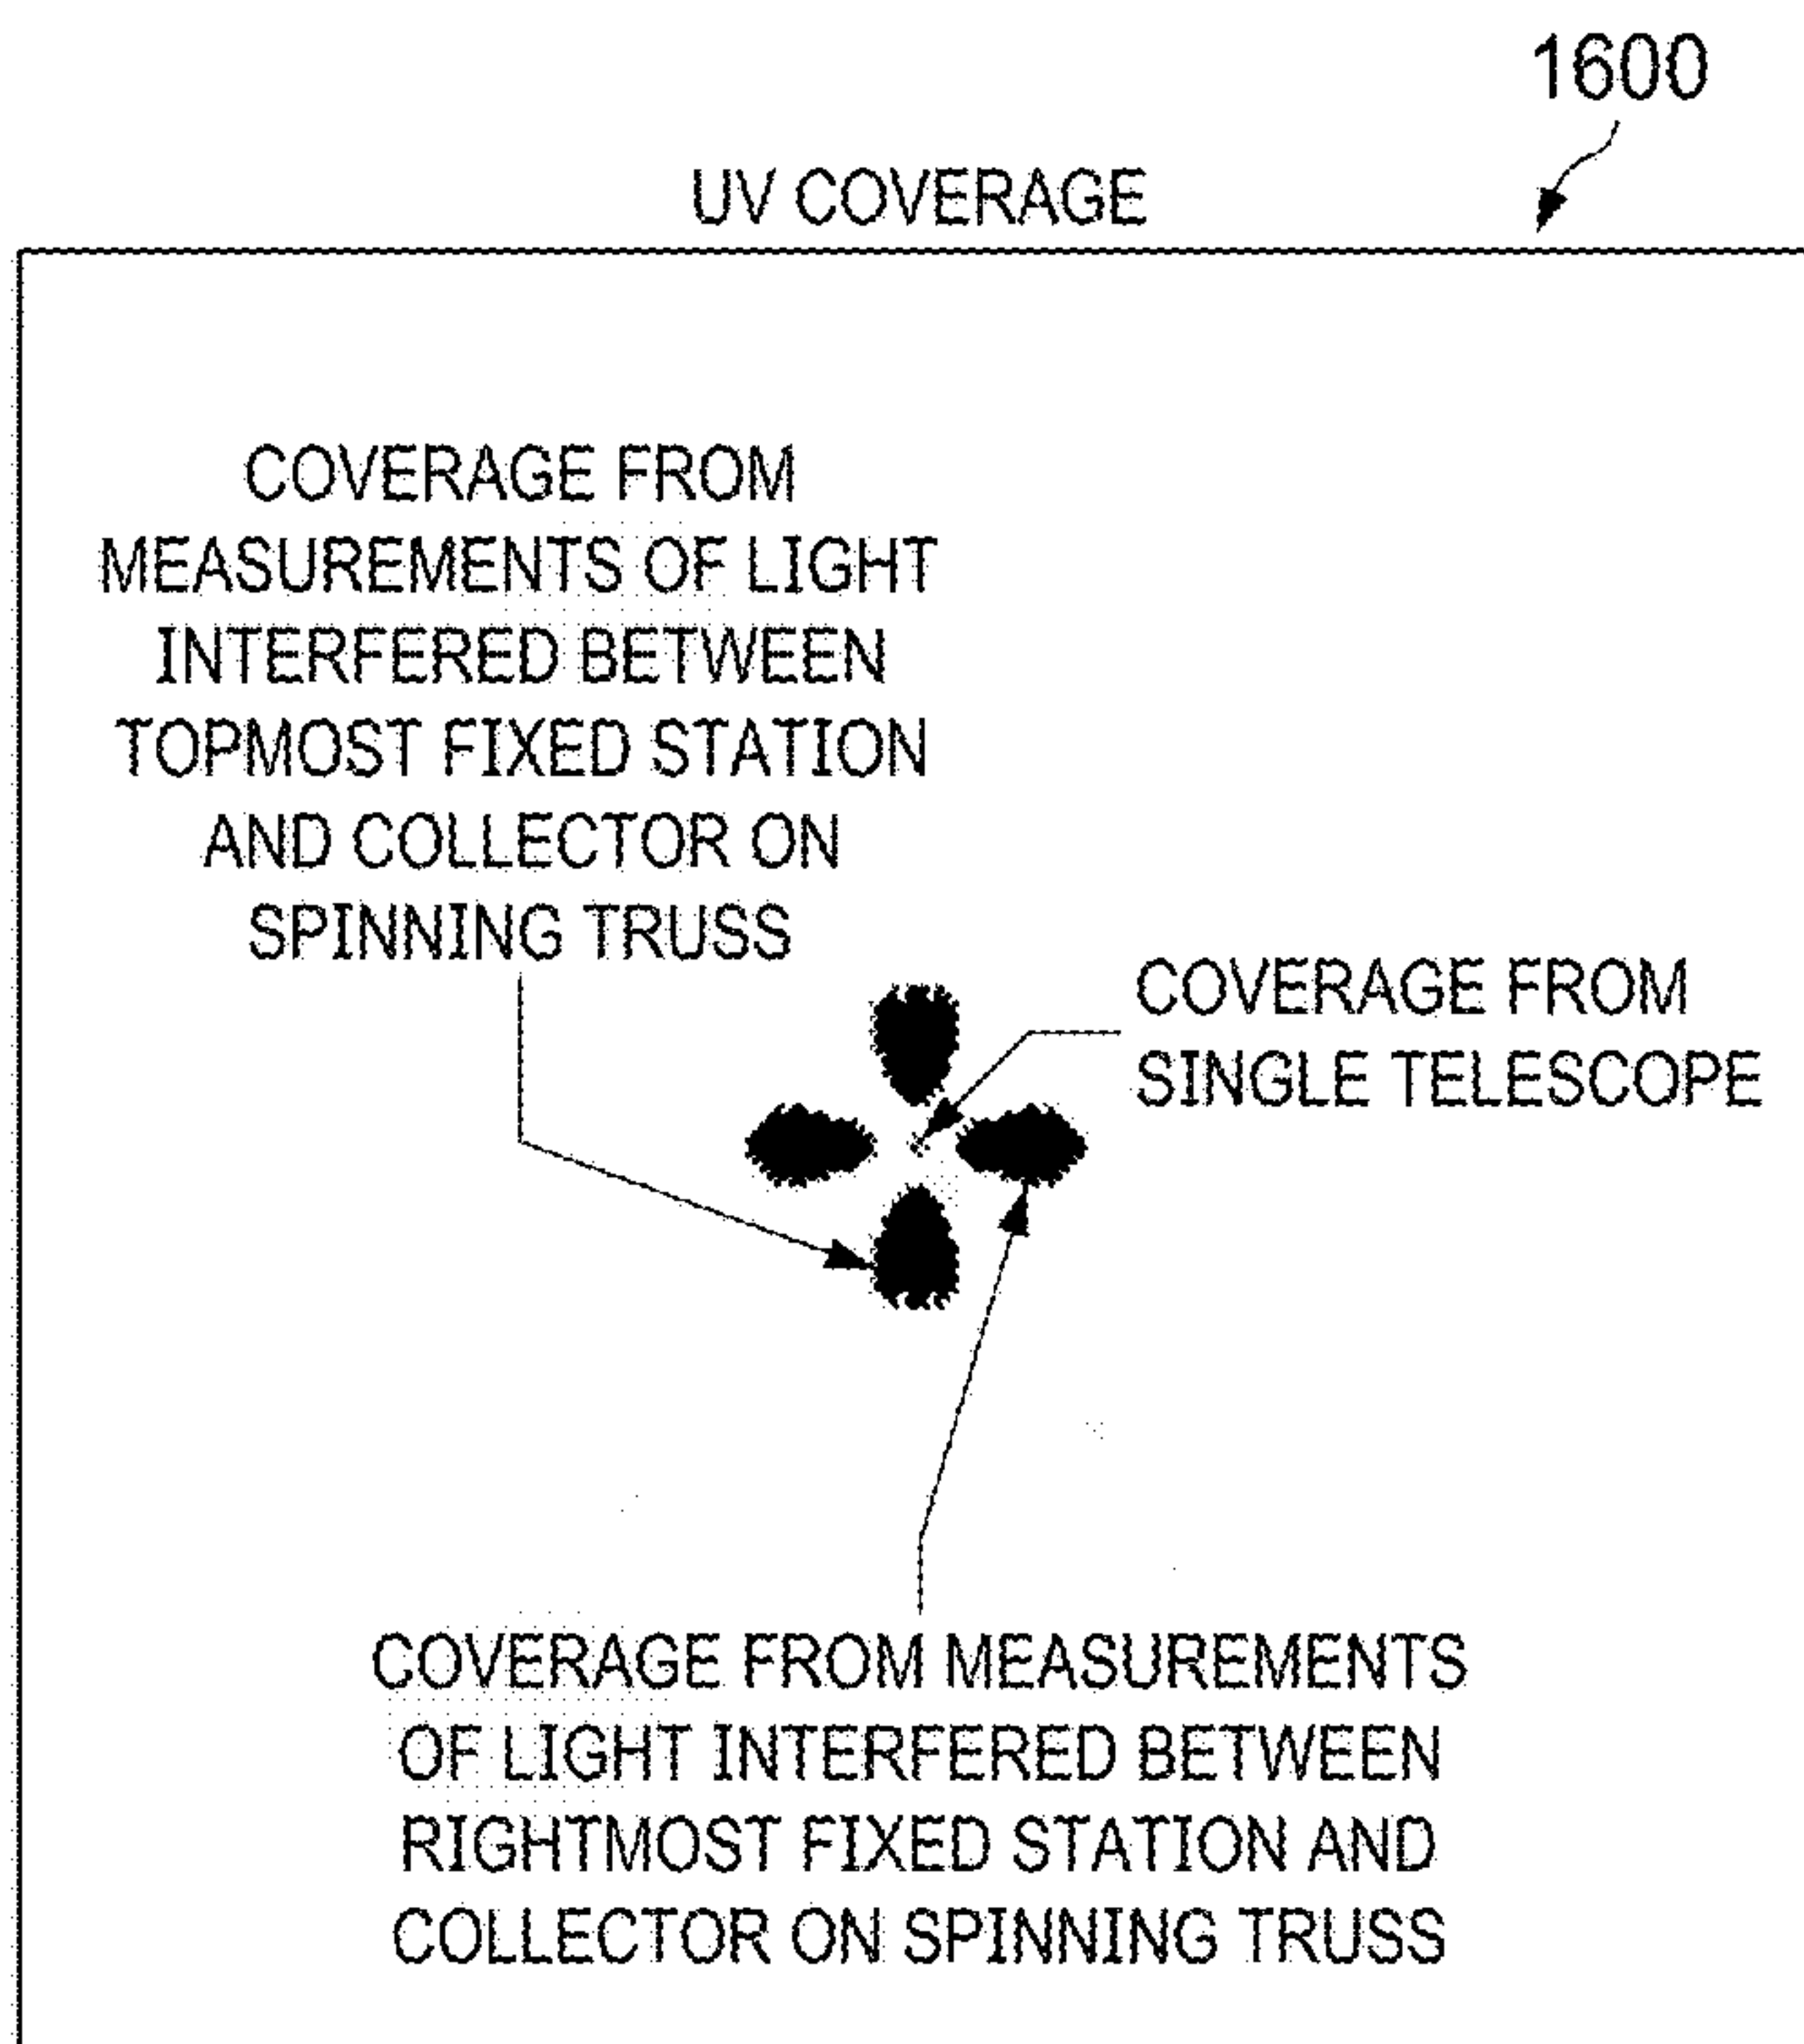 1600
UV COVERAGE
COVERAGE FROM
MEASUREMENTS OF LIGHT
INTERFERED BETWEEN
TOPMOST FIXED STATION
AND COLLECTOR ON
SPINNING TRUSS
COVERAGE FROM
SINGLE TELESCOPE
COVERAGE FROM MEASUREMENTS
OF LIGHT INTERFERED BETWEEN
RIGHTMOST FIXED STATION AND
COLLECTOR ON SPINNING TRUSS